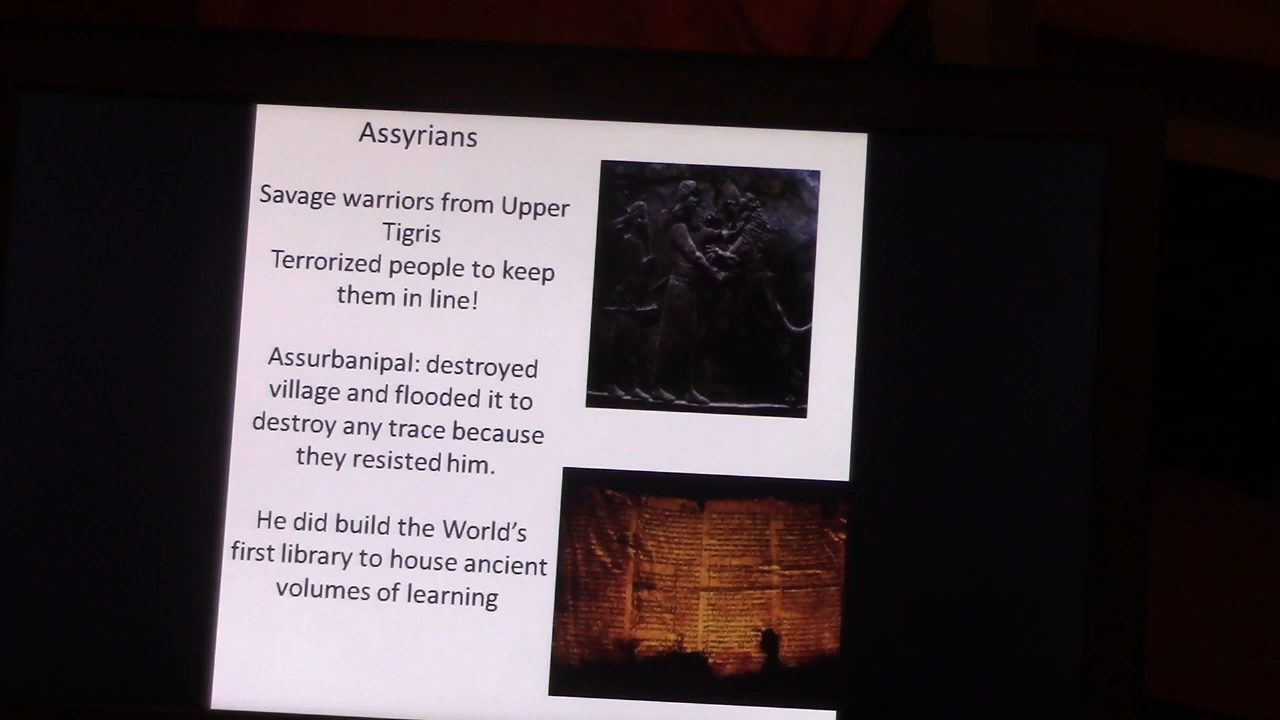 Assyrians
Savage warriors from Upper
Tigris
Terrorized people to keep
them in line!
Assurbanipal: destroyed
village and flooded it to
destroy any trace because
they resisted him.
He did build the World's
first library to house ancient
volumes of learning